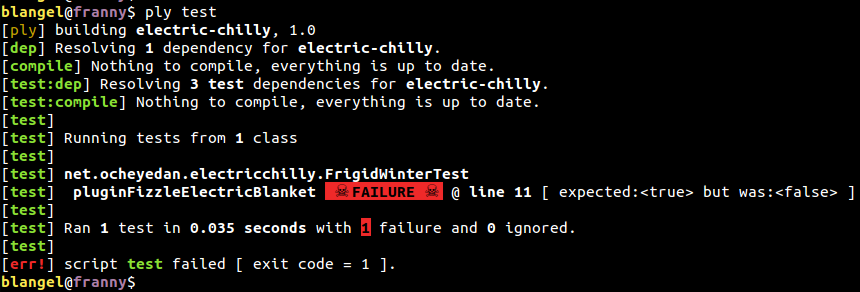 blangel@franny$ ply test
[ply] building electric-chilly, 1.0
[dep] Resolving 1 dependency for electric-chilly.
[compile] Nothing to compile, everything is up to date.
[test:dep] Resolving 3 test dependencies for electric-chilly.
[test:compile] Nothing to compile, everything is up to date.
[test]
[test] Running tests from 1 class
[test]
[test] net.ocheyedan.electricchilly.FrigidWinterTest
[test]  pluginFizzleElectricBlanket ☠FAILURE ☠ @ line 11 [ expected:<true> but was:<false> ]
[test]
[test] Ran 1 test in 0.035 seconds with 1 failure and 0 ignored.
[test]
[err!] script test failed [ exit code = 1 ].
blangel@franny$